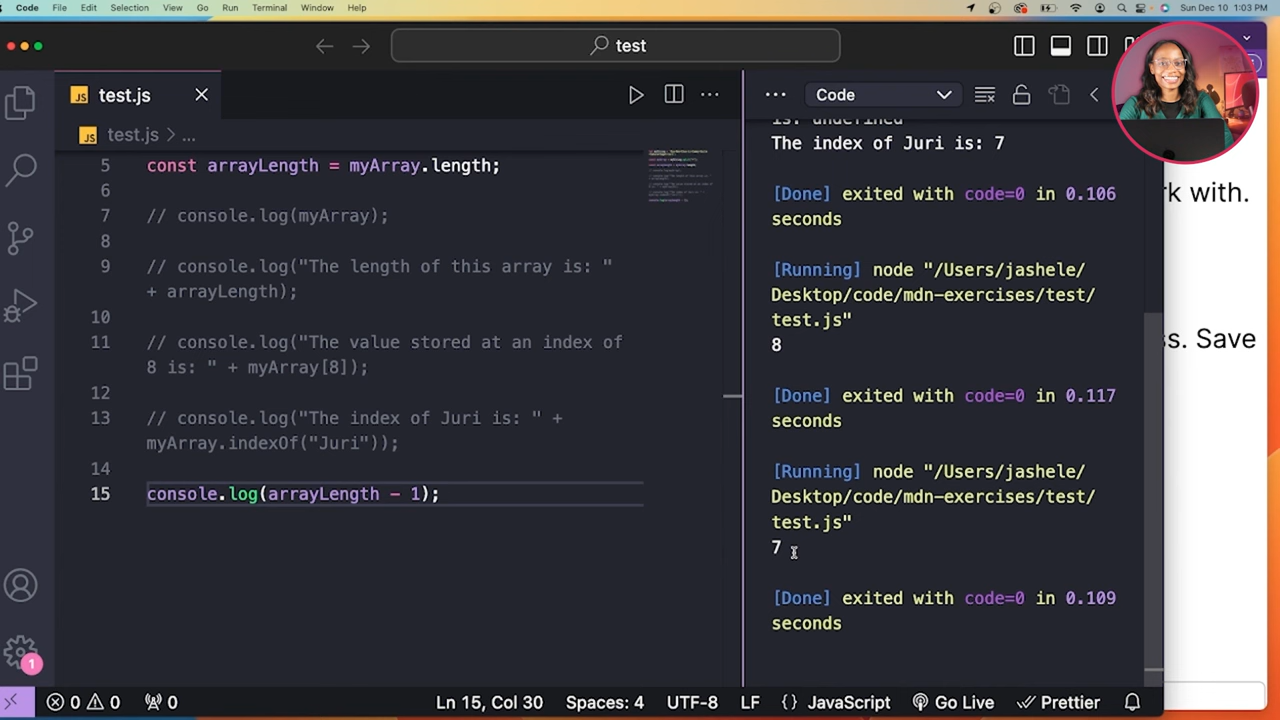 Code File Edit Selection View Go Run Terminal Window Help Sun Dec 10 1:03 PM
test
JS test.js
Code
JS test.js > ...
5 const arrayLength = myArray.length;
6
7 // console.log(myArray);
8
9 // console.log("The length of this array is: "
+ arrayLength);
10
11 // console.log("The value stored at an index of
8 is: " + myArray[8]);
12
13 // console.log("The index of Juri is: " +
myArray.indexOf("Juri"));
14
15 console.log(arrayLength - 1);
is: undefined
The index of Juri is: 7
[Done] exited with code=0 in 0.106
seconds
[Running] node "/Users/jashele/
Desktop/code/mdn-exercises/test/
test.js"
8
[Done] exited with code=0 in 0.117
seconds
[Running] node "/Users/jashele/
Desktop/code/mdn-exercises/test/
test.js"
7
[Done] exited with code=0 in 0.109
seconds
rk with.
ss. Save
1
0 0 0 Ln 15, Col 30 Spaces: 4 UTF-8 LF {} JavaScript Go Live Prettier